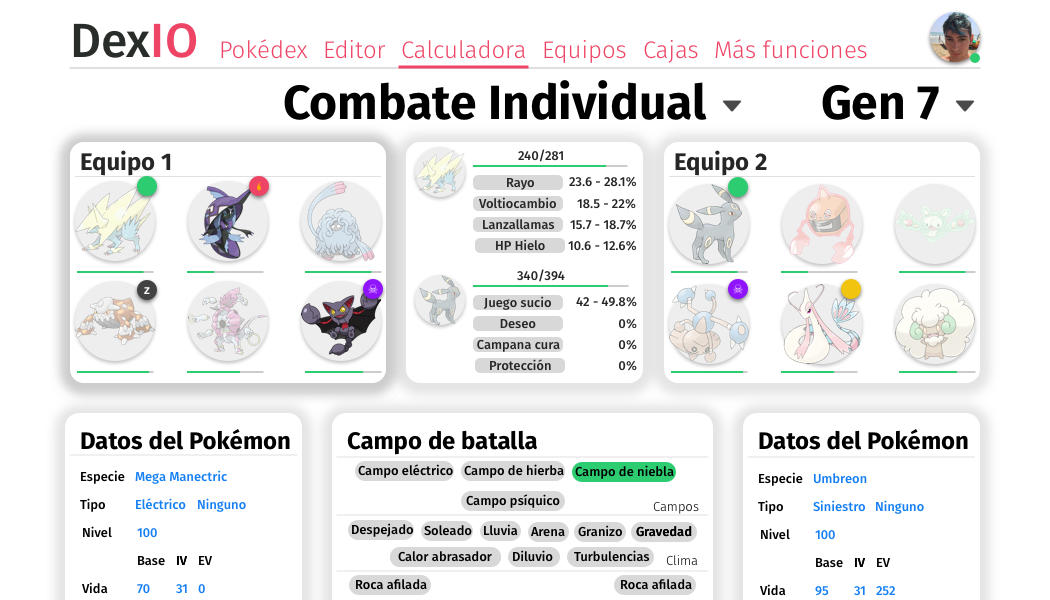 DexIO Pokédex Editor Calculadora Equipos Cajas Más funciones
Combate Individual Gen 7
Equipo 1
z
240/281
Rayo 23.6 - 28.1%
Voltiocambio 18.5 - 22%
Lanzallamas 15.7 - 18.7%
HP Hielo 10.6 - 12.6%
340/394
Juego sucio 42 - 49.8%
Deseo 0%
Campana cura 0%
Protección 0%
Equipo 2
Datos del Pokémon
Especie Mega Manectric
Tipo Eléctrico Ninguno
Nivel 100
Base IV EV
Vida 70 31 0
Campo de batalla
Campo eléctrico Campo de hierba Campo de niebla
Campo psíquico Campos
Despejado Soleado Lluvia Arena Granizo Gravedad
Calor abrasador Diluvio Turbulencias Clima
Roca afilada Roca afilada
Datos del Pokémon
Especie Umbreon
Tipo Siniestro Ninguno
Nivel 100
Base IV EV
Vida 95 31 252